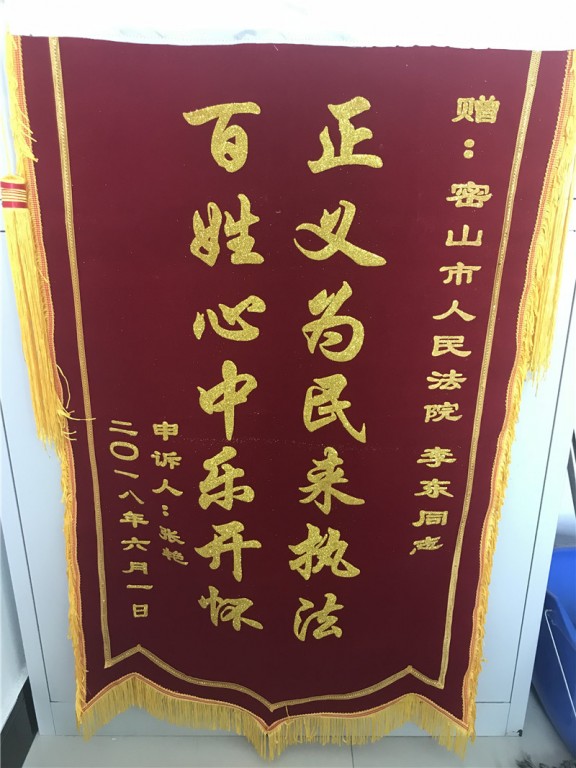 赠：密山市人民法院 李东同志
正义为民来执法
百姓心中乐开怀
申诉人：张艳
二〇一八年六月一日